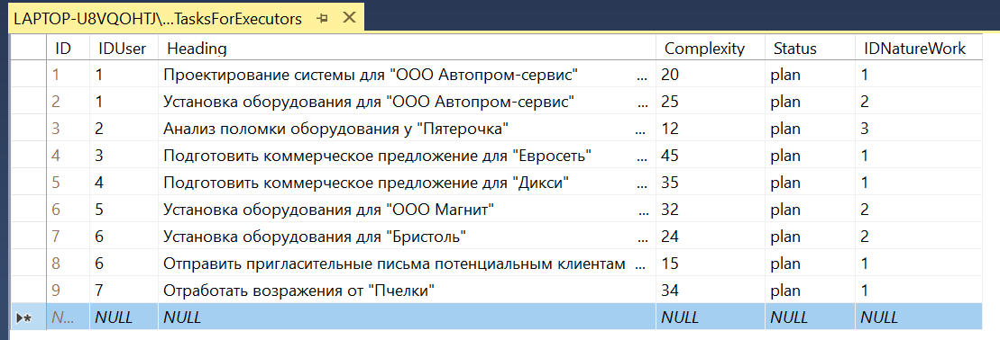 LAPTOP-U8VQOHTJ\...TasksForExecutors
ID IDUser Heading Complexity Status IDNatureWork
1 1 Проектирование системы для "ООО Автопром-сервис" ... 20 plan 1
2 1 Установка оборудования для "ООО Автопром-сервис" ... 25 plan 2
3 2 Анализ поломки оборудования у "Пятерочка" ... 12 plan 3
4 3 Подготовить коммерческое предложение для "Евросеть" ... 45 plan 1
5 4 Подготовить коммерческое предложение для "Дикси" ... 35 plan 1
6 5 Установка оборудования для "ООО Магнит" ... 32 plan 2
7 6 Установка оборудования для "Бристоль" ... 24 plan 2
8 6 Отправить пригласительные письма потенциальным клиентам ... 15 plan 1
9 7 Отработать возражения от "Пчелки" ... 34 plan 1
N... NULL NULL NULL NULL NULL